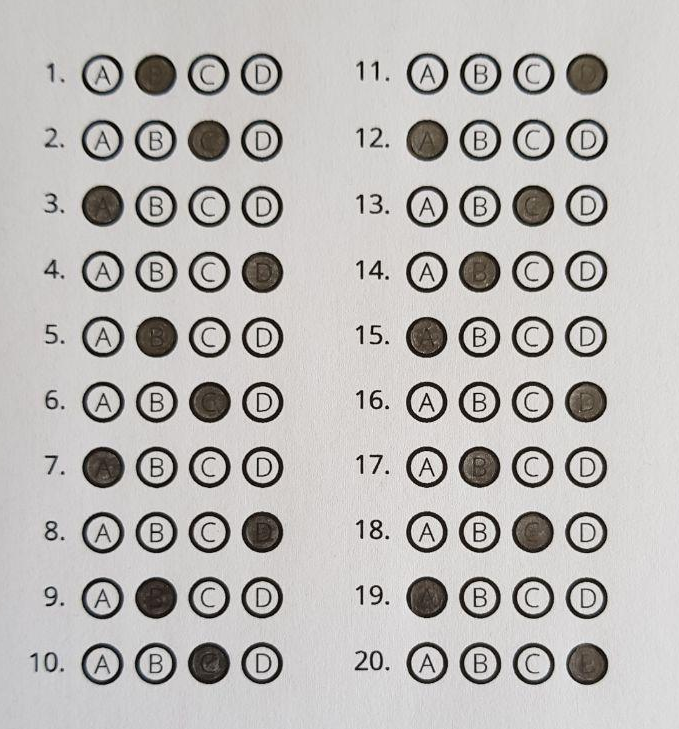 1. A B C D
2. A B C D
3. A B C D
4. A B C D
5. A B C D
6. A B C D
7. A B C D
8. A B C D
9. A B C D
10. A B C D
11. A B C D
12. A B C D
13. A B C D
14. A B C D
15. A B C D
16. A B C D
17. A B C D
18. A B C D
19. A B C D
20. A B C D